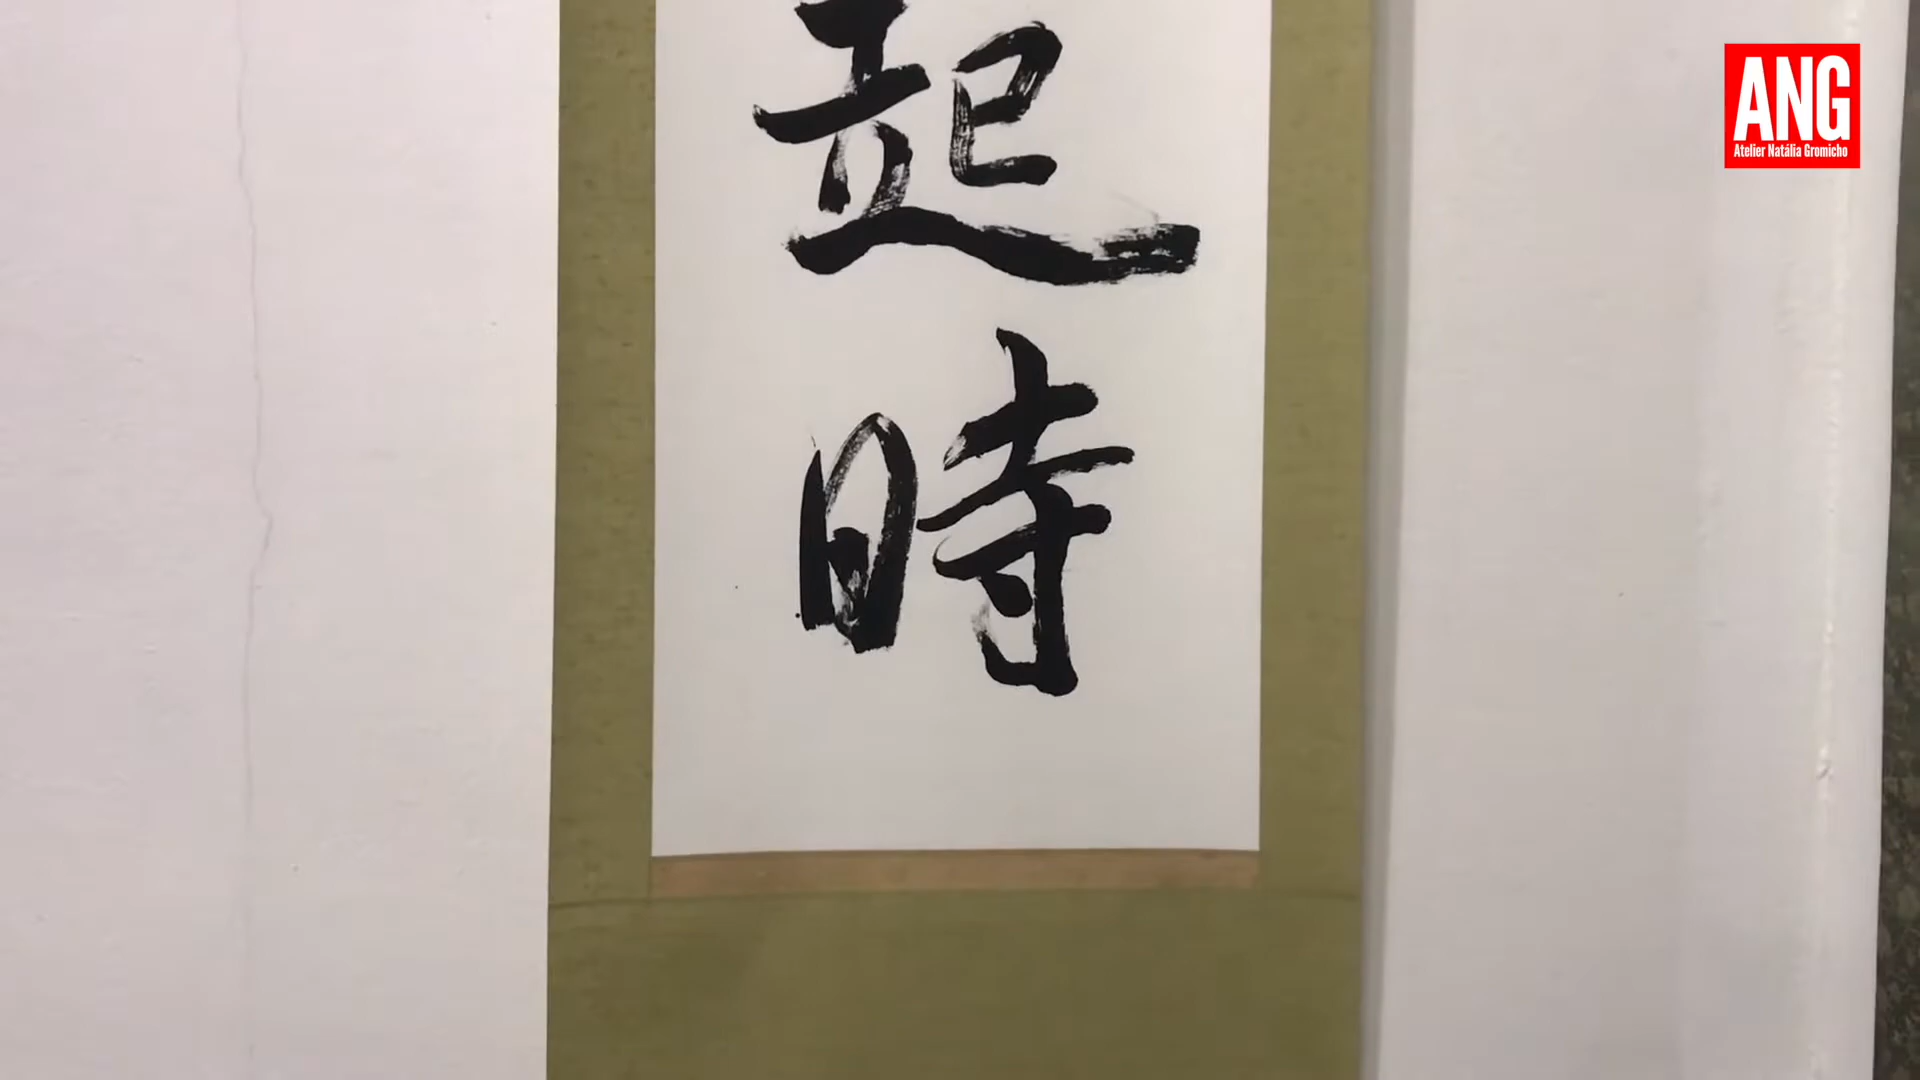 起
時
ANG
Atelier Natália Gromicho